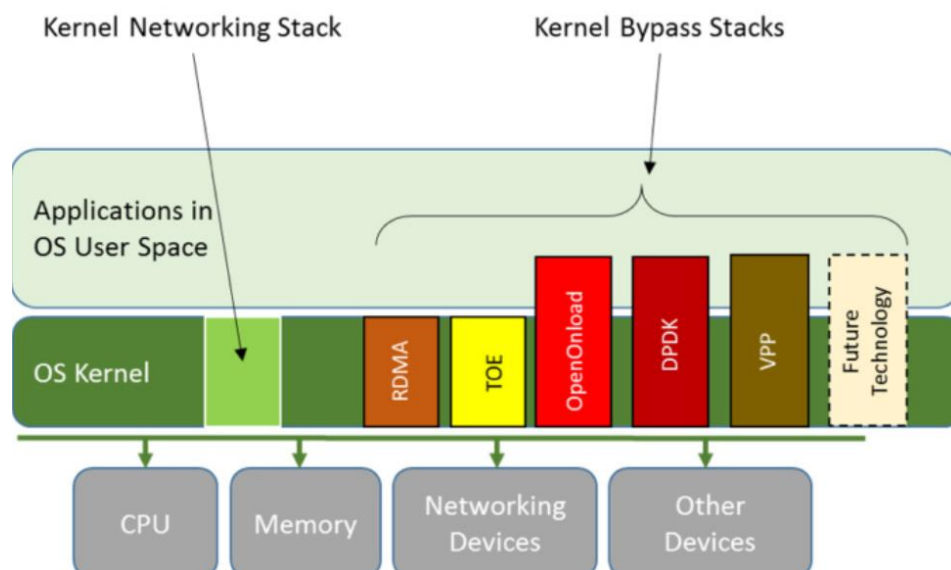 Kernel Networking Stack
Kernel Bypass Stacks
Applications in
OS User Space
OS Kernel
RDMA
TOE
OpenOnload
DPDK
VPP
Future
Technology
CPU
Memory
Networking
Devices
Other
Devices